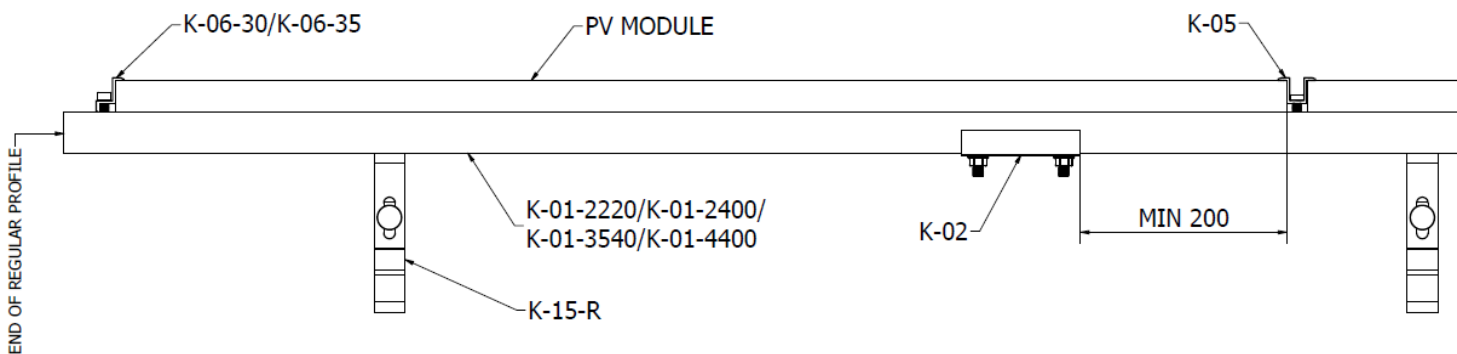 K-06-30/K-06-35
PV MODULE
K-05
END OF REGULAR PROFILE
K-01-2220/K-01-2400/
K-01-3540/K-01-4400
K-02
MIN 200
K-15-R